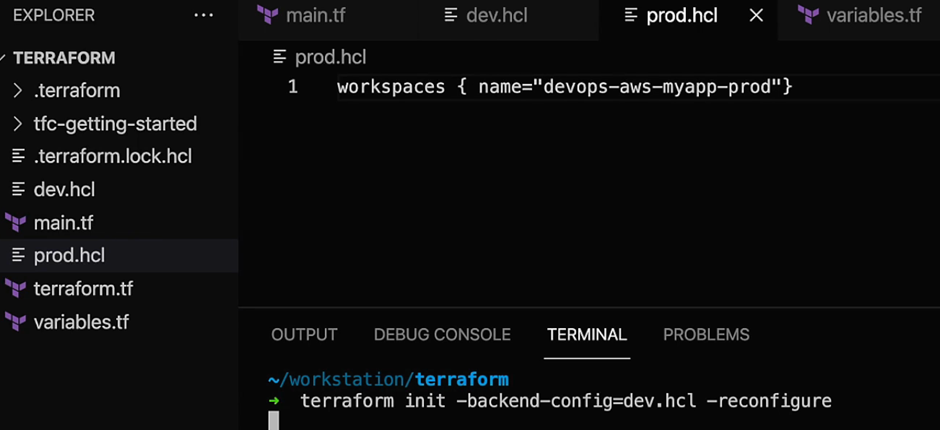 EXPLORER ···
main.tf dev.hcl prod.hcl variables.tf
TERRAFORM
.terraform
tfc-getting-started
.terraform.lock.hcl
dev.hcl
main.tf
prod.hcl
terraform.tf
variables.tf
prod.hcl
1 workspaces { name="devops-aws-myapp-prod"}
OUTPUT DEBUG CONSOLE TERMINAL PROBLEMS
~/workstation/terraform
→ terraform init -backend-config=dev.hcl -reconfigure